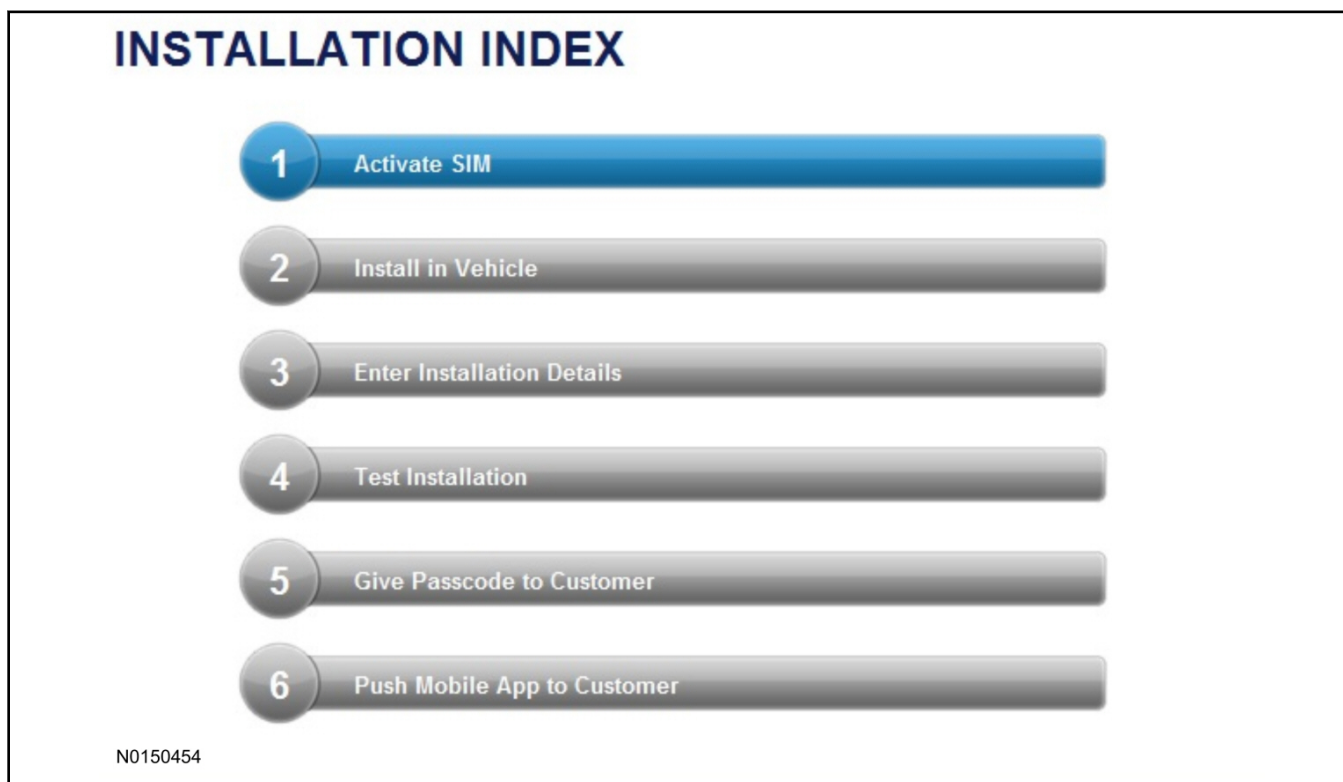 INSTALLATION INDEX
1 Activate SIM
2 Install in Vehicle
3 Enter Installation Details
4 Test Installation
5 Give Passcode to Customer
6 Push Mobile App to Customer
N0150454